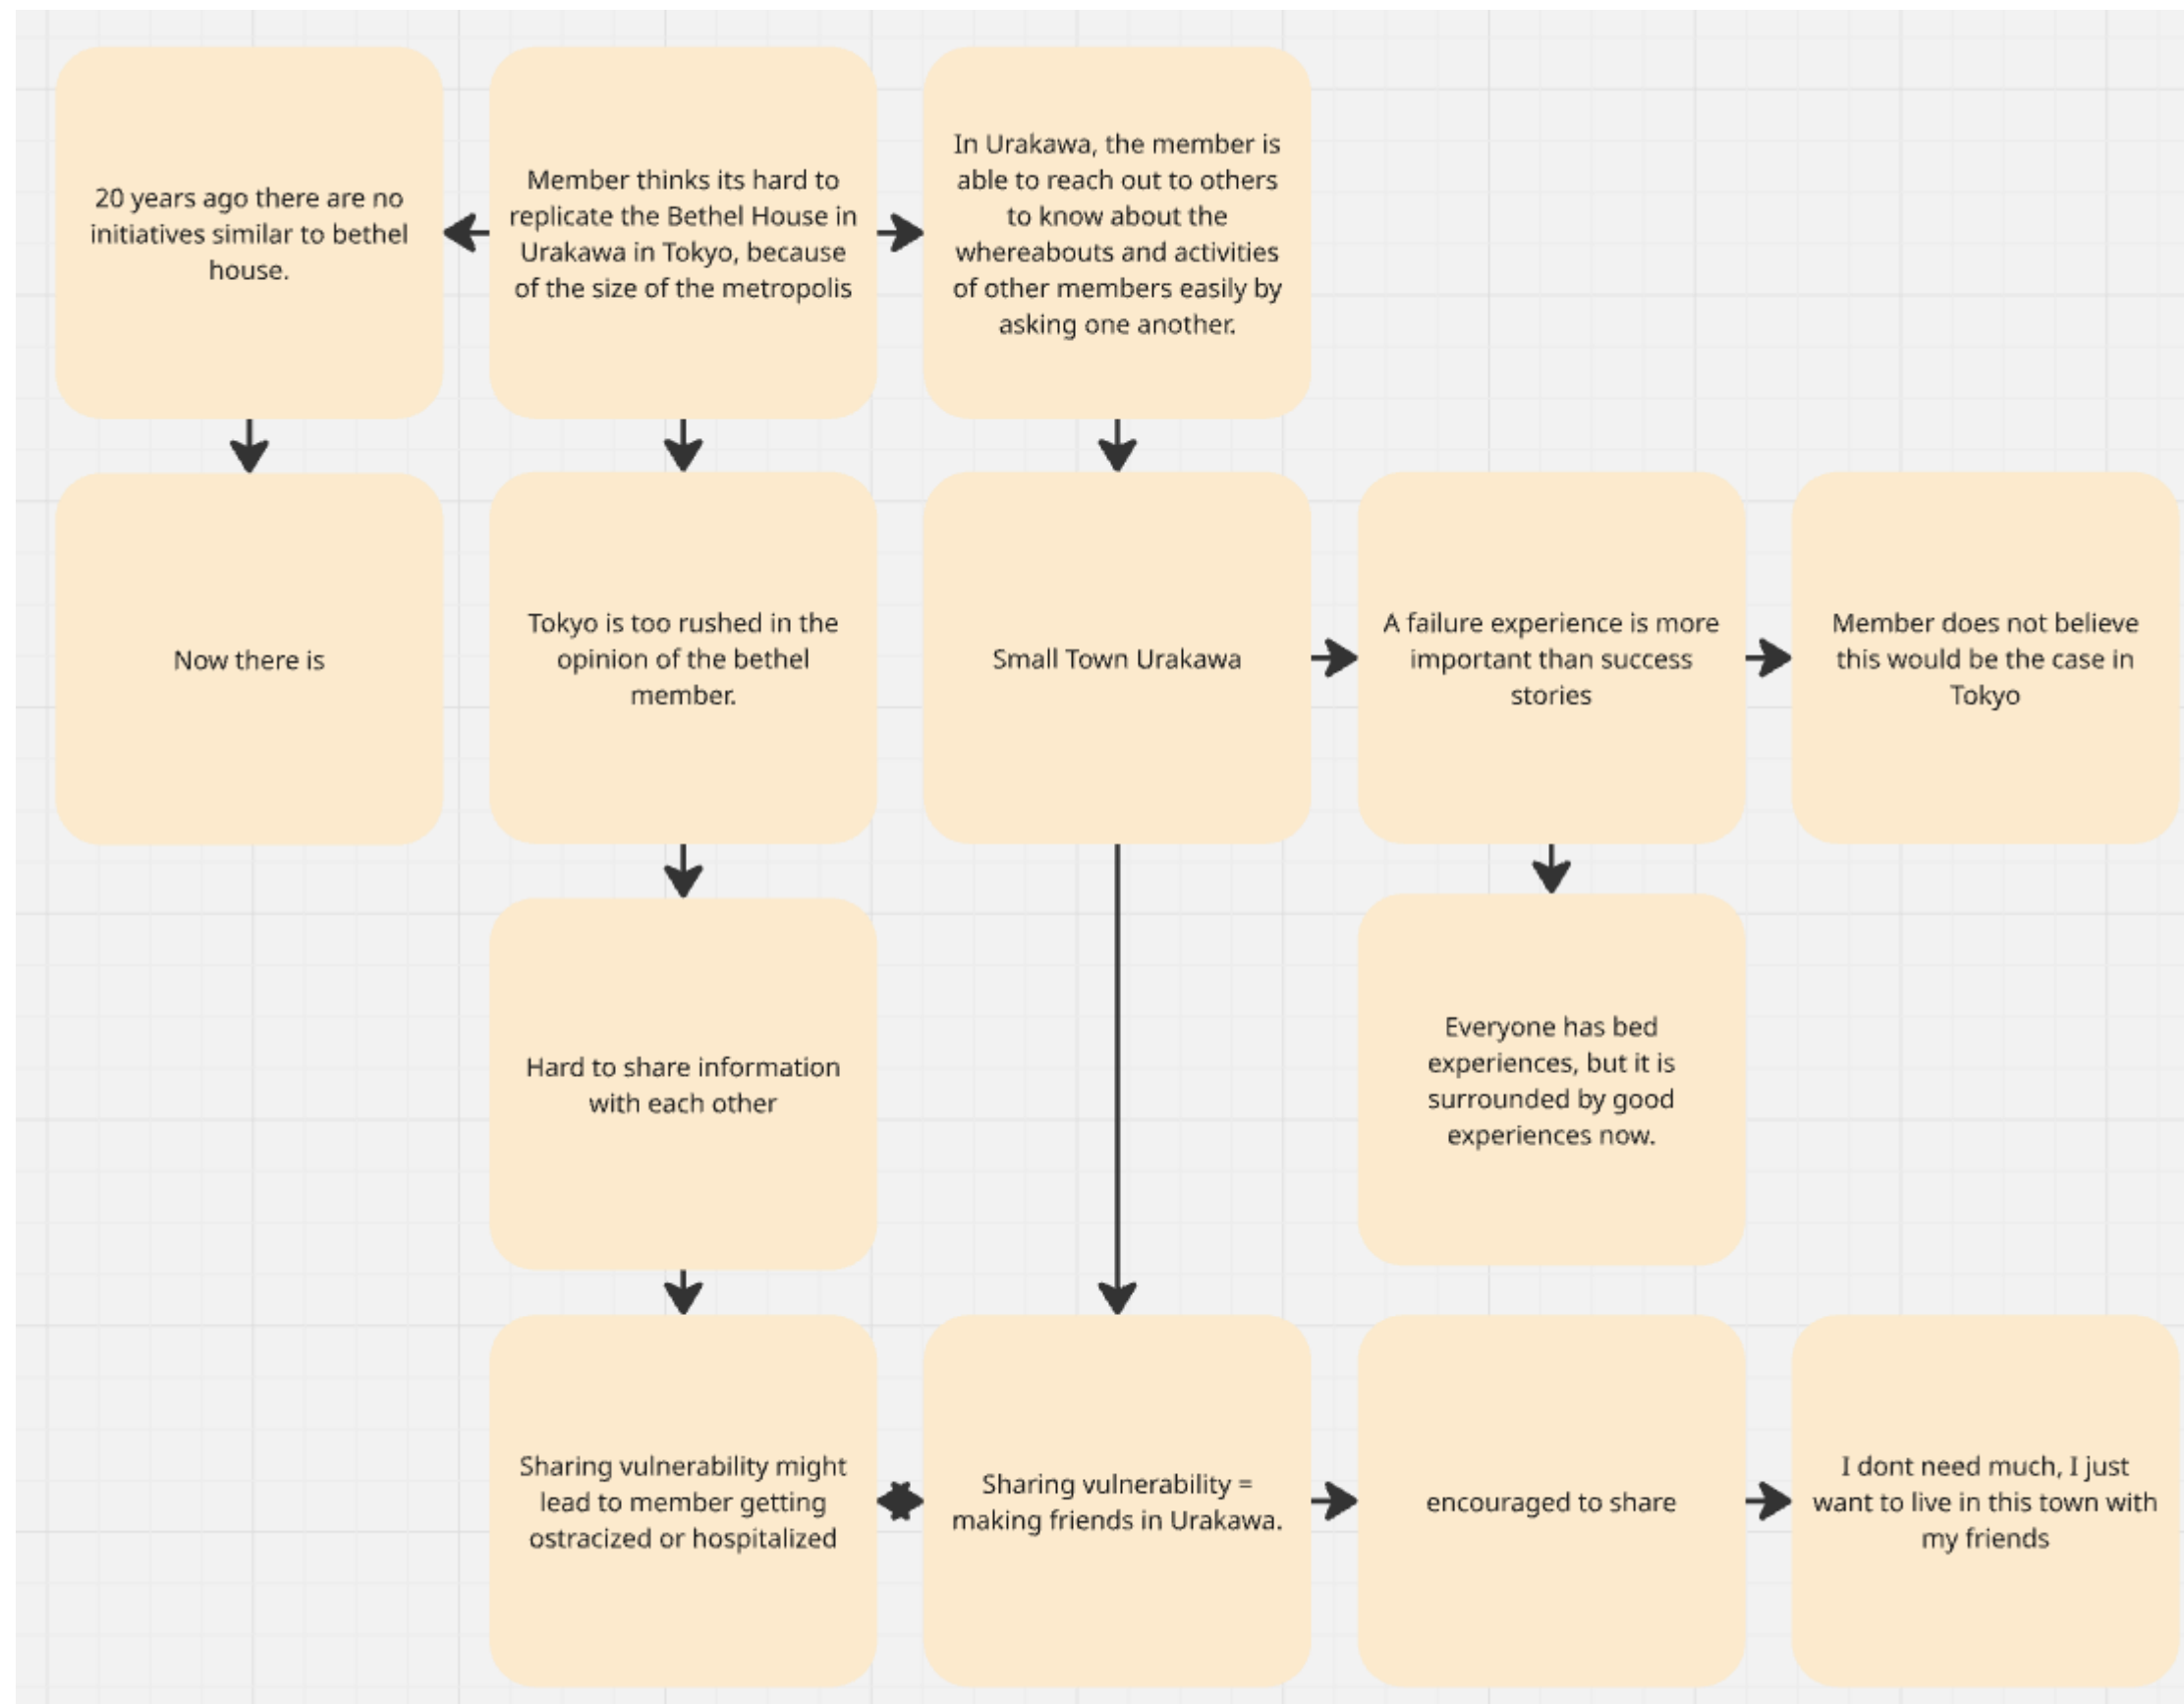 20 years ago there are no
initiatives similar to bethel
house.
Member thinks its hard to
replicate the Bethel House in
Urakawa in Tokyo, because
of the size of the metropolis
In Urakawa, the member is
able to reach out to others
to know about the
whereabouts and activities
of other members easily by
asking one another.
Now there is
Tokyo is too rushed in the
opinion of the bethel
member.
Small Town Urakawa
A failure experience is more
important than success
stories
Member does not believe
this would be the case in
Tokyo
Hard to share information
with each other
Everyone has bed
experiences, but it is
surrounded by good
experiences now.
Sharing vulnerability might
lead to member getting
ostracized or hospitalized
Sharing vulnerability =
making friends in Urakawa.
encouraged to share
I dont need much, I just
want to live in this town with
my friends